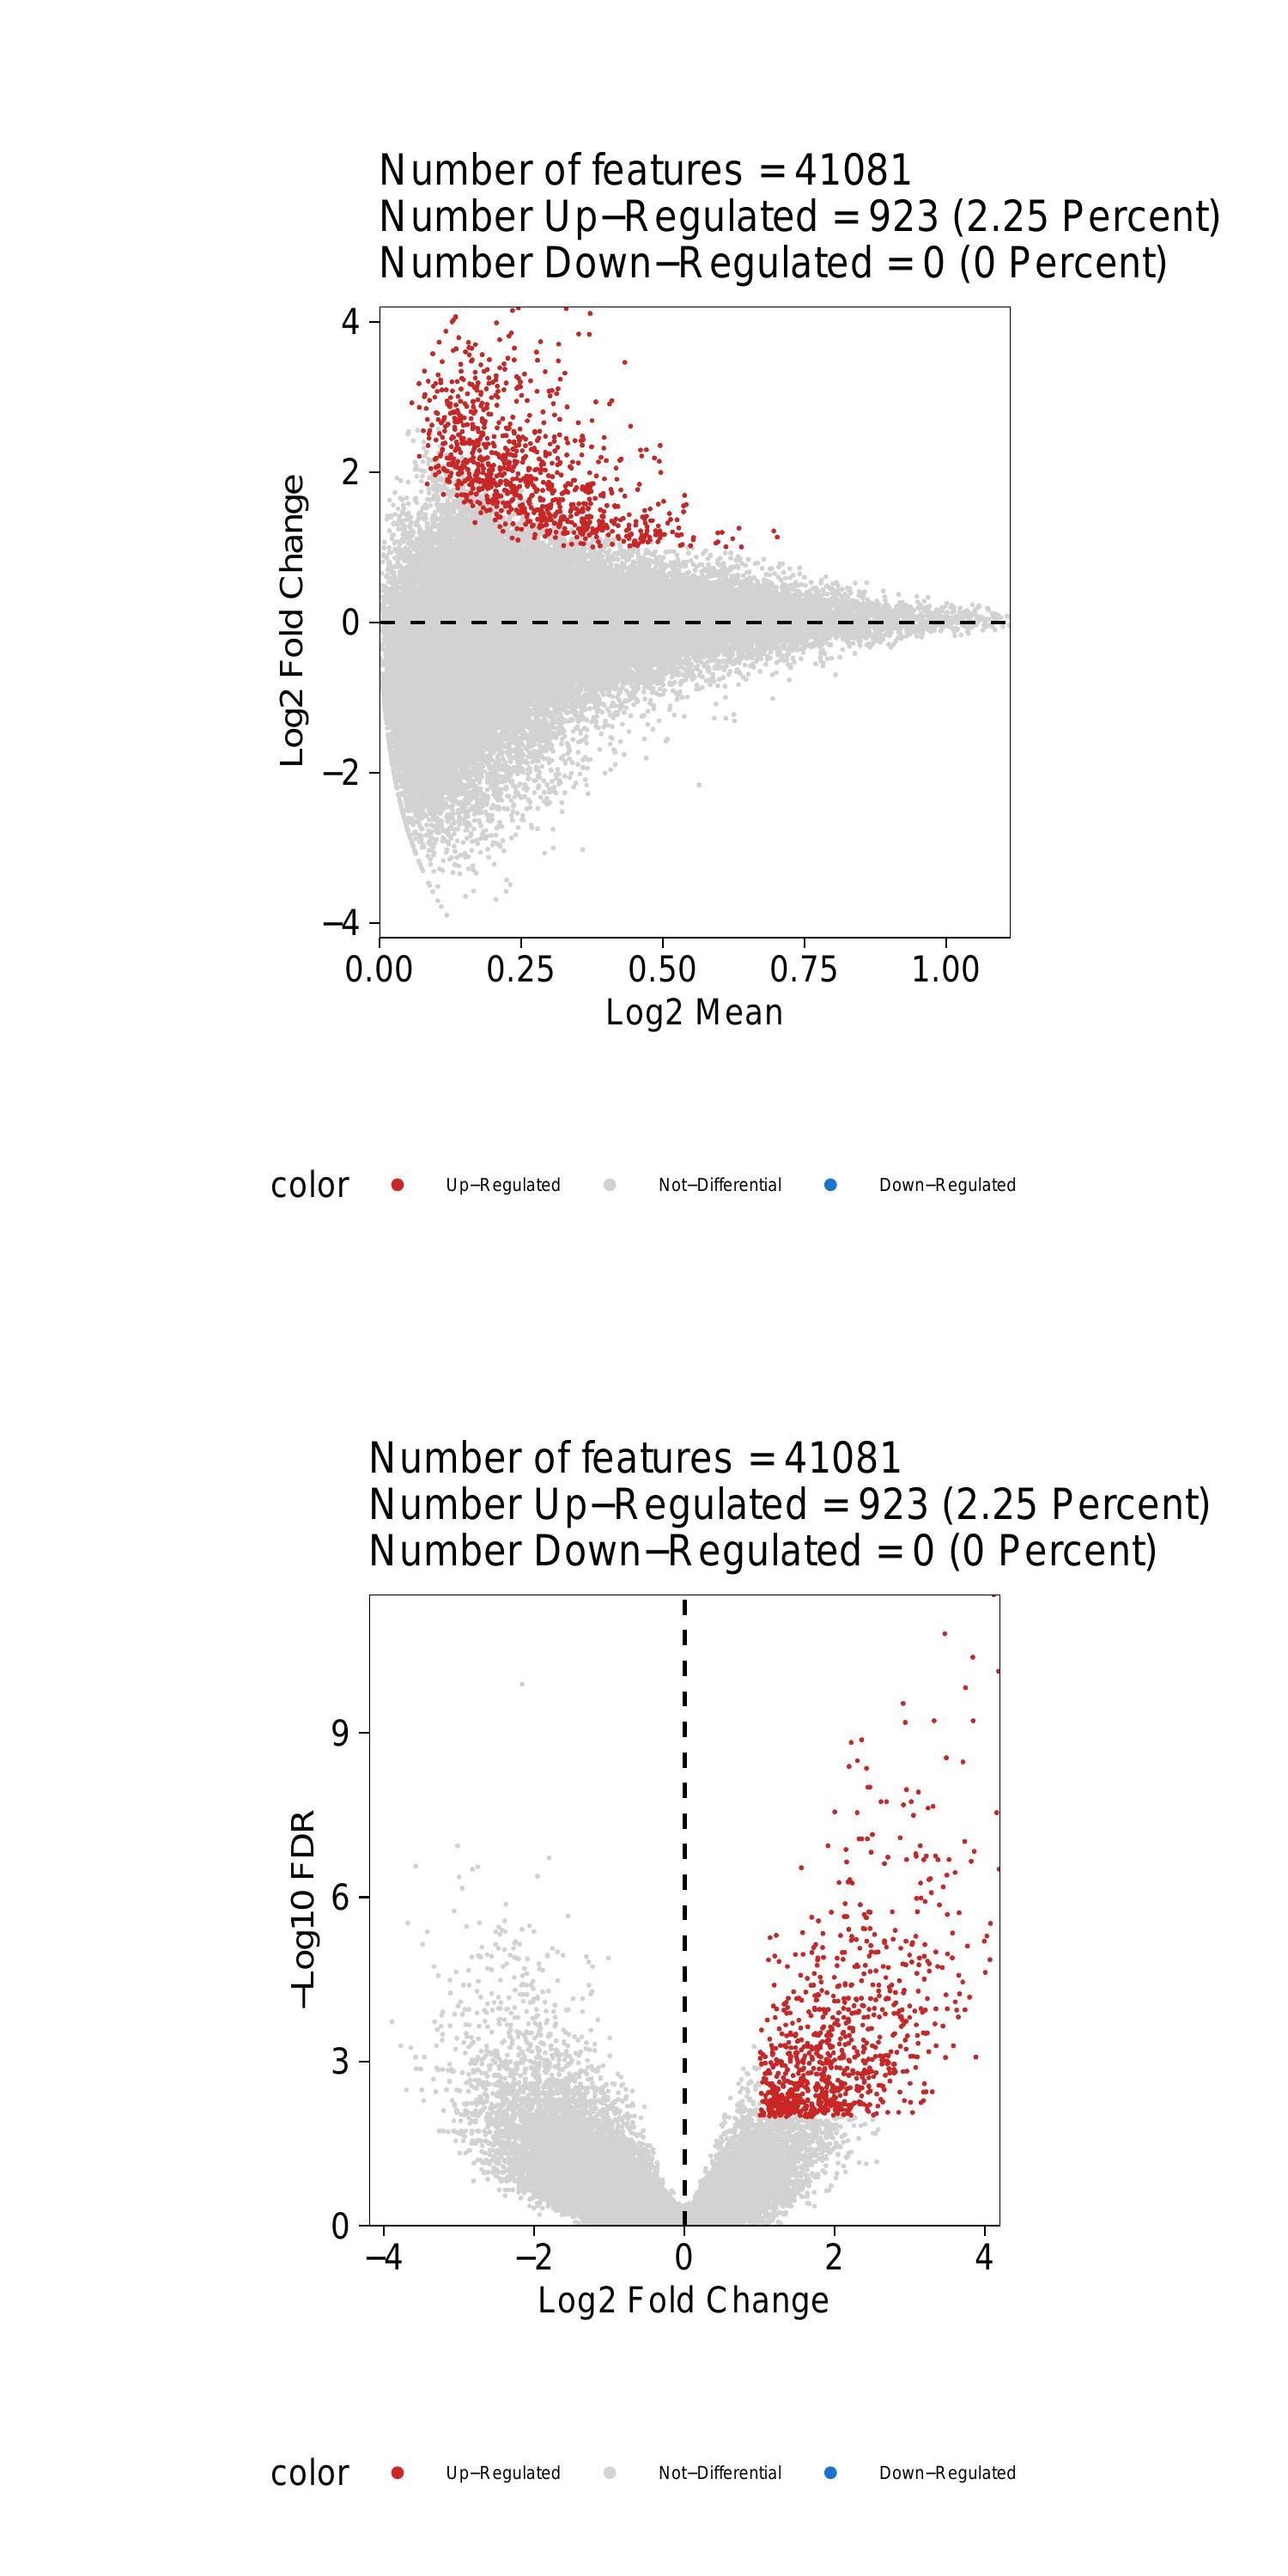 Number of features = 41081
Number Up−Regulated = 923 (2.25 Percent)
Number Down−Regulated = 0 (0 Percent)
4
2
0
−2
−4
Log2 Fold Change
0.00 0.25 0.50 0.75 1.00
Log2 Mean
color Up−Regulated Not−Differential Down−Regulated
Number of features = 41081
Number Up−Regulated = 923 (2.25 Percent)
Number Down−Regulated = 0 (0 Percent)
9
6
3
0
−Log10 FDR
−4 −2 0 2 4
Log2 Fold Change
color Up−Regulated Not−Differential Down−Regulated